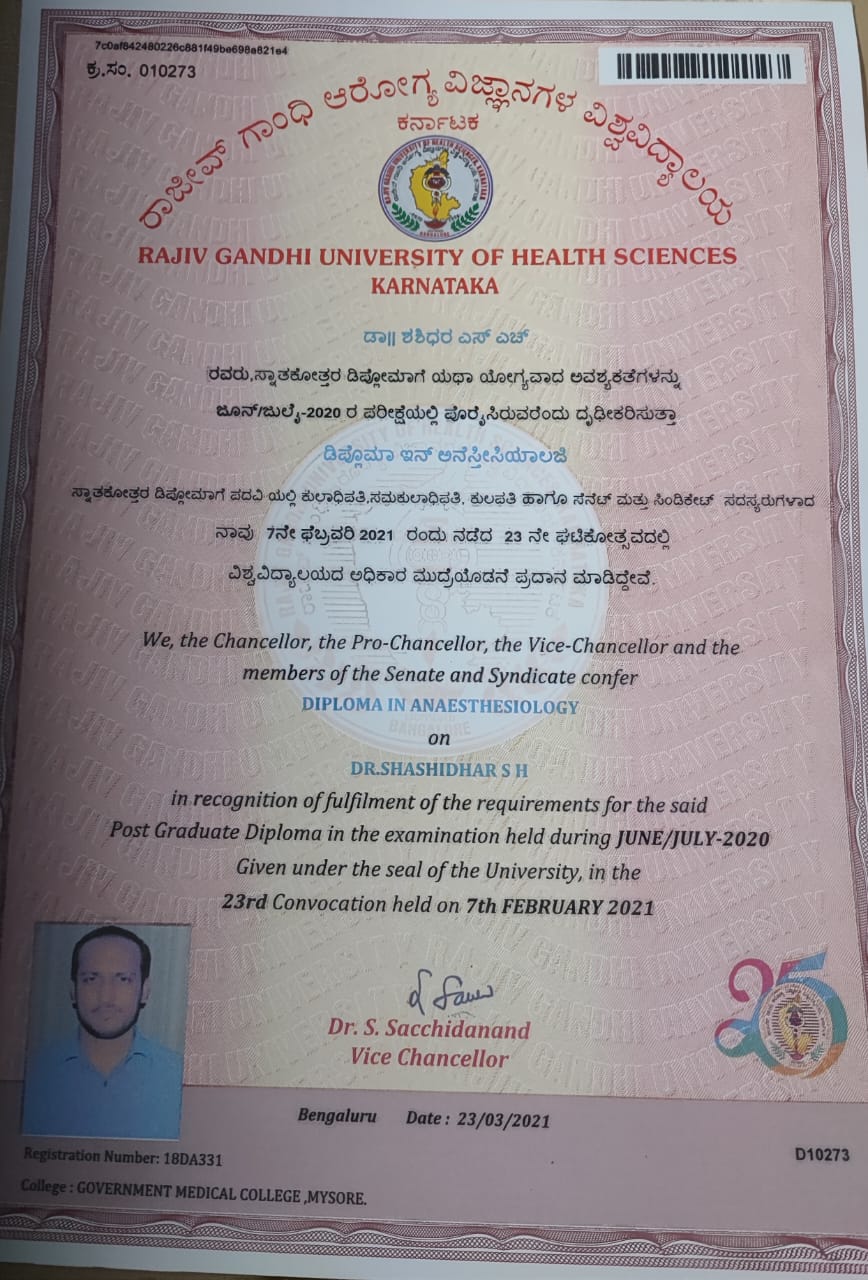 7c0af842480226c881f49be698a821e4
ಕ್ರ.ಸಂ. 010273
ರಾಜೀವ್ ಗಾಂಧಿ ಆರೋಗ್ಯ ವಿಜ್ಞಾನಗಳ ವಿಶ್ವವಿದ್ಯಾಲಯ
ಕರ್ನಾಟಕ
RAJIV GANDHI UNIVERSITY OF HEALTH SCIENCES
KARNATAKA
ಡಾ|| ಶಶಿಧರ ಎಸ್ ಎಚ್
ರವರು,ಸ್ನಾತಕೋತ್ತರ ಡಿಪ್ಲೋಮಾಗೆ ಯಥಾ ಯೋಗ್ಯವಾದ ಅವಶ್ಯಕತೆಗಳನ್ನು
ಜೂನ್/ಜುಲೈ-2020 ರ ಪರೀಕ್ಷೆಯಲ್ಲಿ ಪೊರೈಸಿರುವರೆಂದು ದೃಢೀಕರಿಸುತ್ತಾ
ಡಿಪ್ಲೊಮಾ ಇನ್ ಅನೆಸ್ತೀಸಿಯಾಲಜಿ
ಸ್ನಾತಕೋತ್ತರ ಡಿಪ್ಲೋಮಾಗೆ ಪದವಿ ಯಲ್ಲಿ ಕುಲಾಧಿಪತಿ,ಸಮಕುಲಾಧಿಪತಿ, ಕುಲಪತಿ ಹಾಗೂ ಸೆನೆಟ್ ಮತ್ತು ಸಿಂಡಿಕೇಟ್ ಸದಸ್ಯರುಗಳಾದ
ನಾವು 7ನೇ ಫೆಬ್ರವರಿ 2021 ರಂದು ನಡೆದ 23 ನೇ ಘಟಿಕೋತ್ಸವದಲ್ಲಿ
ವಿಶ್ವವಿದ್ಯಾಲಯದ ಅಧಿಕಾರ ಮುದ್ರೆಯೊಡನೆ ಪ್ರದಾನ ಮಾಡಿದ್ದೇವೆ.
We, the Chancellor, the Pro-Chancellor, the Vice-Chancellor and the
members of the Senate and Syndicate confer
DIPLOMA IN ANAESTHESIOLOGY
on
DR.SHASHIDHAR S H
in recognition of fulfilment of the requirements for the said
Post Graduate Diploma in the examination held during JUNE/JULY-2020
Given under the seal of the University, in the
23rd Convocation held on 7th FEBRUARY 2021
25
Dr. S. Sacchidanand
Vice Chancellor
Bengaluru Date : 23/03/2021
Registration Number: 18DA331
D10273
College : GOVERNMENT MEDICAL COLLEGE ,MYSORE.